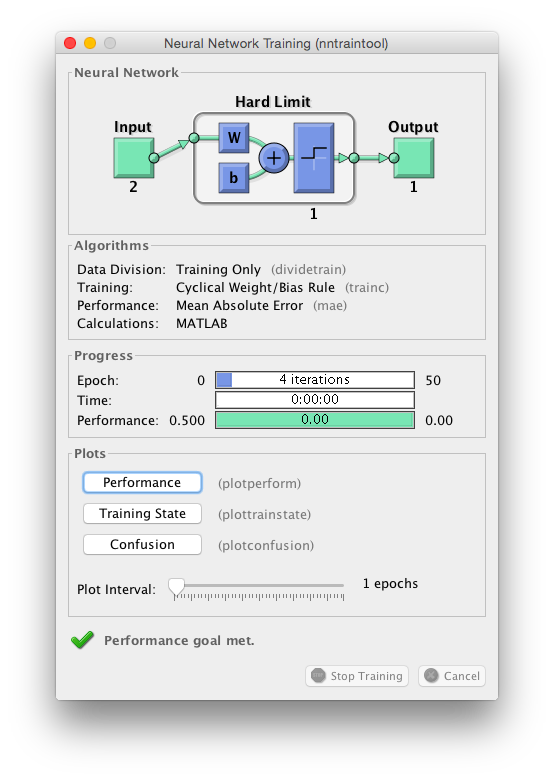 Neural Network Training (nntraintool)
Neural Network
Hard Limit
Input
Output
W
b
+
2
1
1
Algorithms
Data Division: Training Only (dividetrain)
Training: Cyclical Weight/Bias Rule (trainc)
Performance: Mean Absolute Error (mae)
Calculations: MATLAB
Progress
Epoch: 0 4 iterations 50
Time: 0:00:00
Performance: 0.500 0.00 0.00
Plots
Performance (plotperform)
Training State (plottrainstate)
Confusion (plotconfusion)
Plot Interval: 1 epochs
Performance goal met.
Stop Training Cancel